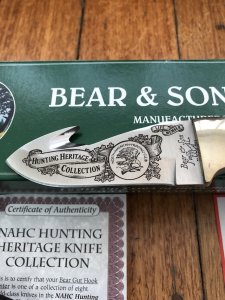 BEAR & SON
MANUFACTURED
HUNTING HERITAGE
COLLECTION
Certificate of Authenticity
NAHC HUNTING
HERITAGE KNIFE
COLLECTION
is to certify that your Bear Gut Hook
is one of a collection of eight
knives in the NAHC Hunting